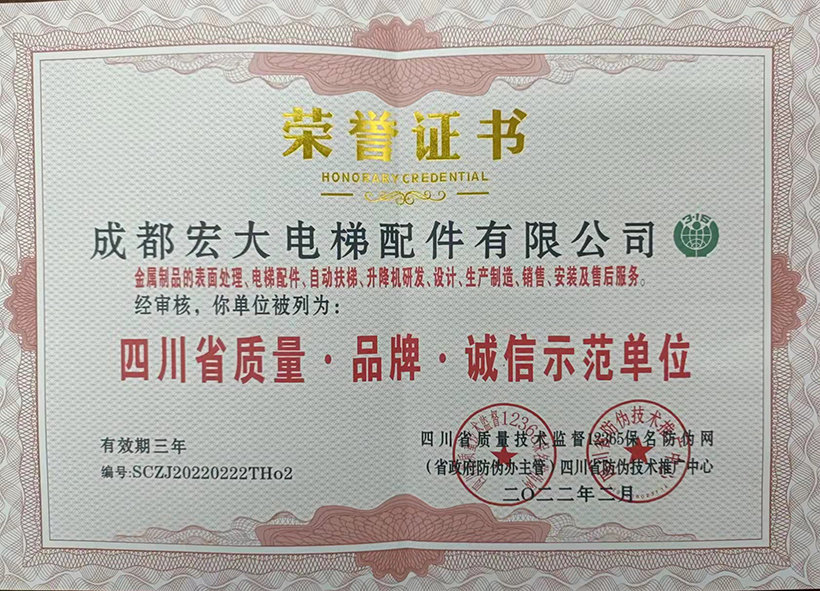 荣誉证书
HONORARY CREDENTIAL
成都宏大电梯配件有限公司
3·15
金属制品的表面处理、电梯配件、自动扶梯、升降机研发、设计、生产制造、销售、安装及售后服务。
经审核，你单位被列为：
四川省质量·品牌·诚信示范单位
有效期三年
编号:SCZJ20220222THo2
四川省质量技术监督12365保名防伪网
（省政府防伪办主管）四川省防伪技术推广中心
二〇二二年二月